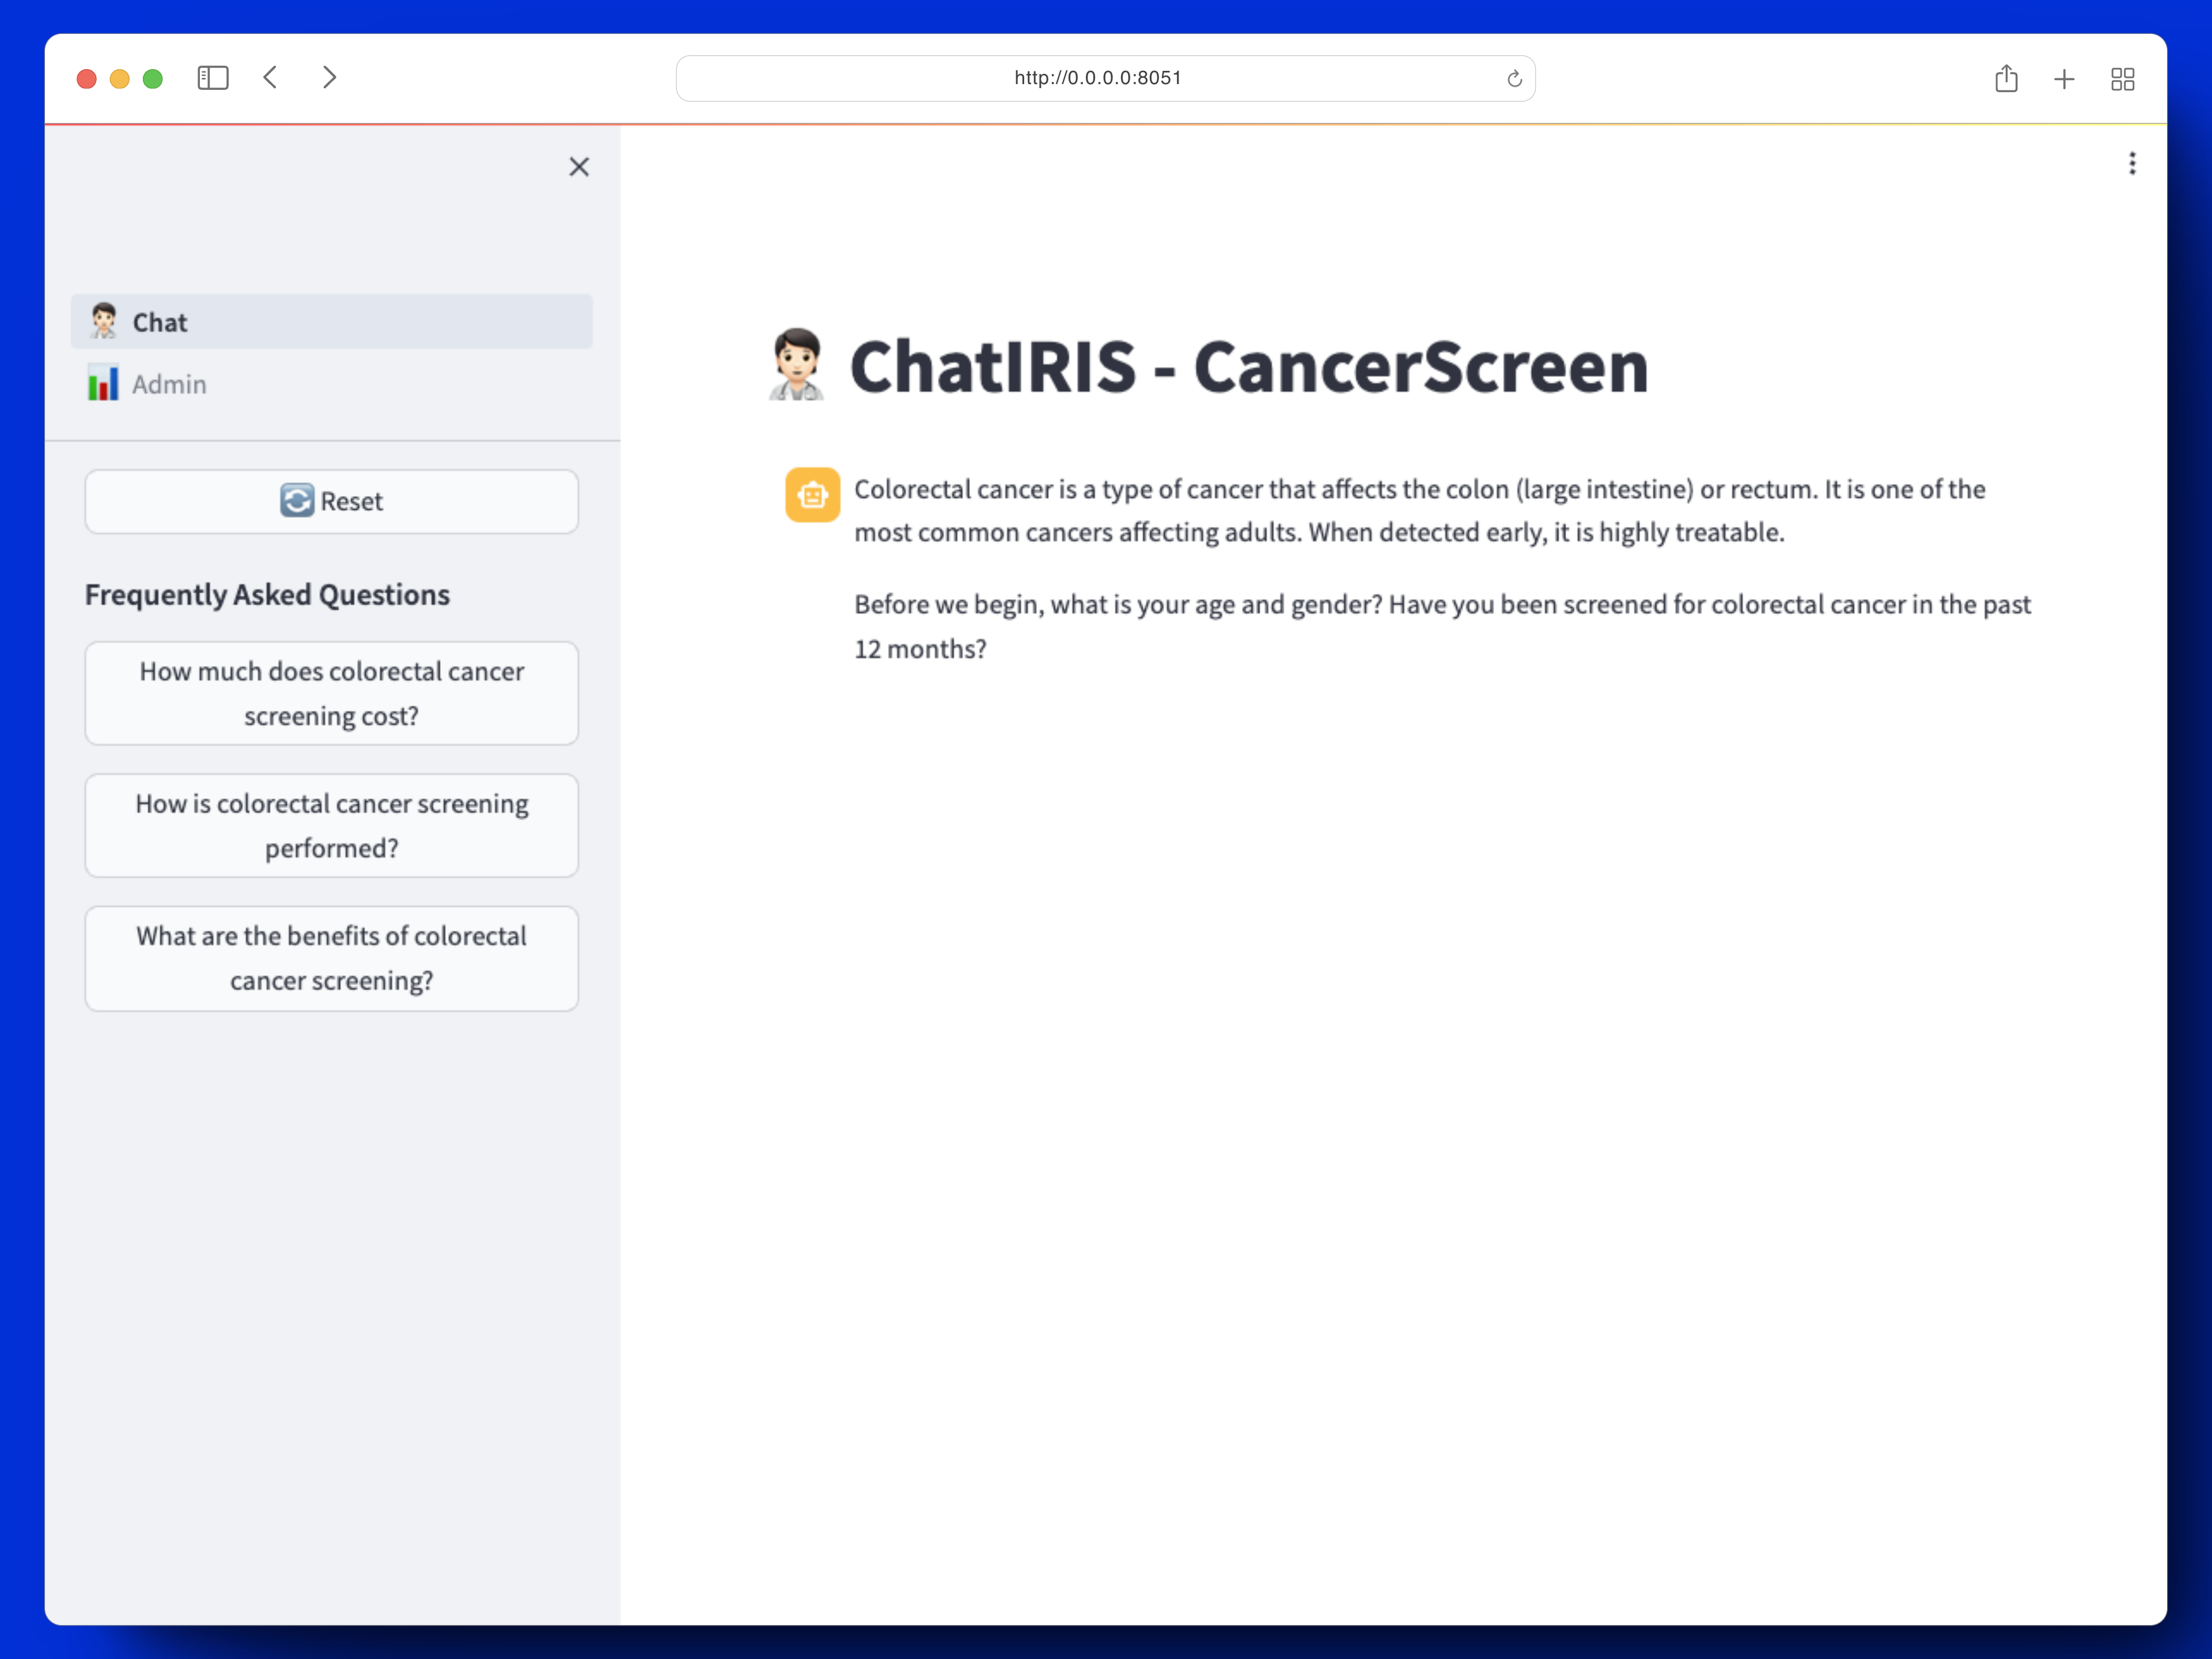 http://0.0.0.0:8051
Chat
Admin
Reset
Frequently Asked Questions
How much does colorectal cancer
screening cost?
How is colorectal cancer screening
performed?
What are the benefits of colorectal
cancer screening?
ChatIRIS - CancerScreen
Colorectal cancer is a type of cancer that affects the colon (large intestine) or rectum. It is one of the
most common cancers affecting adults. When detected early, it is highly treatable.
Before we begin, what is your age and gender? Have you been screened for colorectal cancer in the past
12 months?